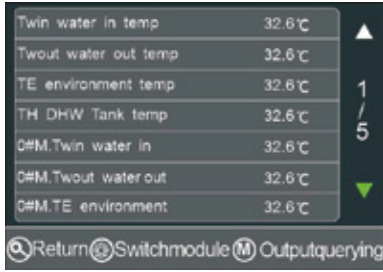 Twin water in temp 32.6℃
Twout water out temp 32.6℃
TE environment temp 32.6℃
TH DHW Tank temp 32.6℃
0#M.Twin water in 32.6℃
0#M.Twout water out 32.6℃
0#M.TE environment 32.6℃
1/5
Return Switchmodule M Outputquerying